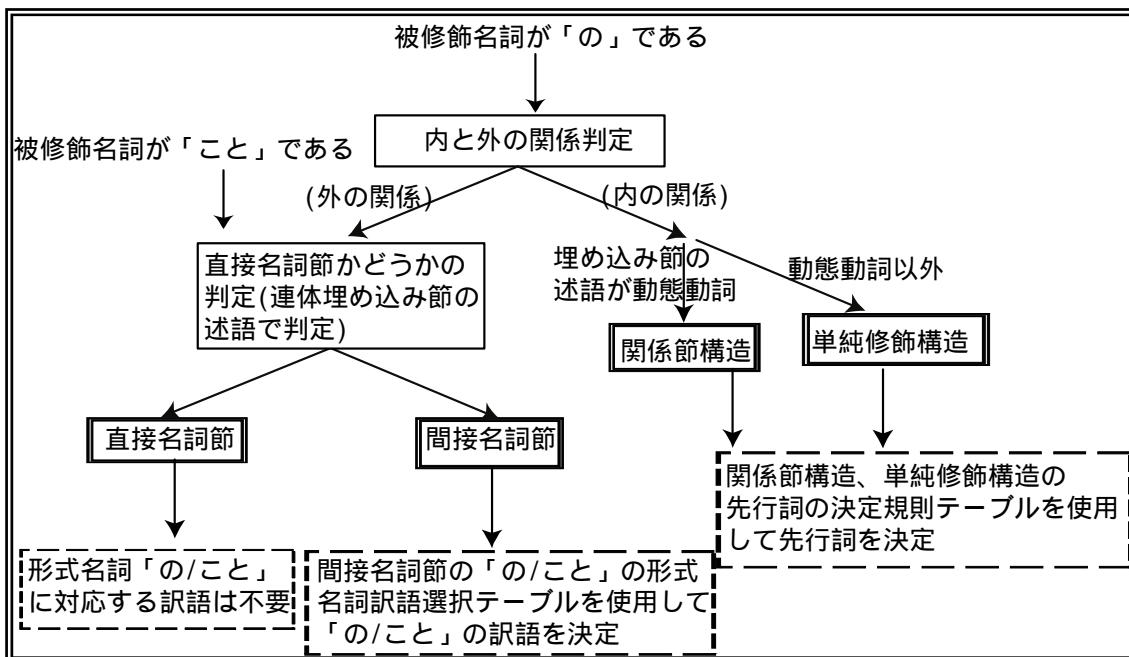 被修飾名詞が「の」である
内と外の関係判定
被修飾名詞が「こと」である
(外の関係)
(内の関係)
直接名詞節かどうかの
判定(連体埋め込み節の
述語で判定)
埋め込み節の
述語が動態動詞
動態動詞以外
関係節構造
単純修飾構造
直接名詞節
間接名詞節
関係節構造、単純修飾構造の
先行詞の決定規則テーブルを使用
して先行詞を決定
形式名詞「の/こと」
に対応する訳語は不要
間接名詞節の「の/こと」の形式
名詞訳語選択テーブルを使用して
「の/こと」の訳語を決定